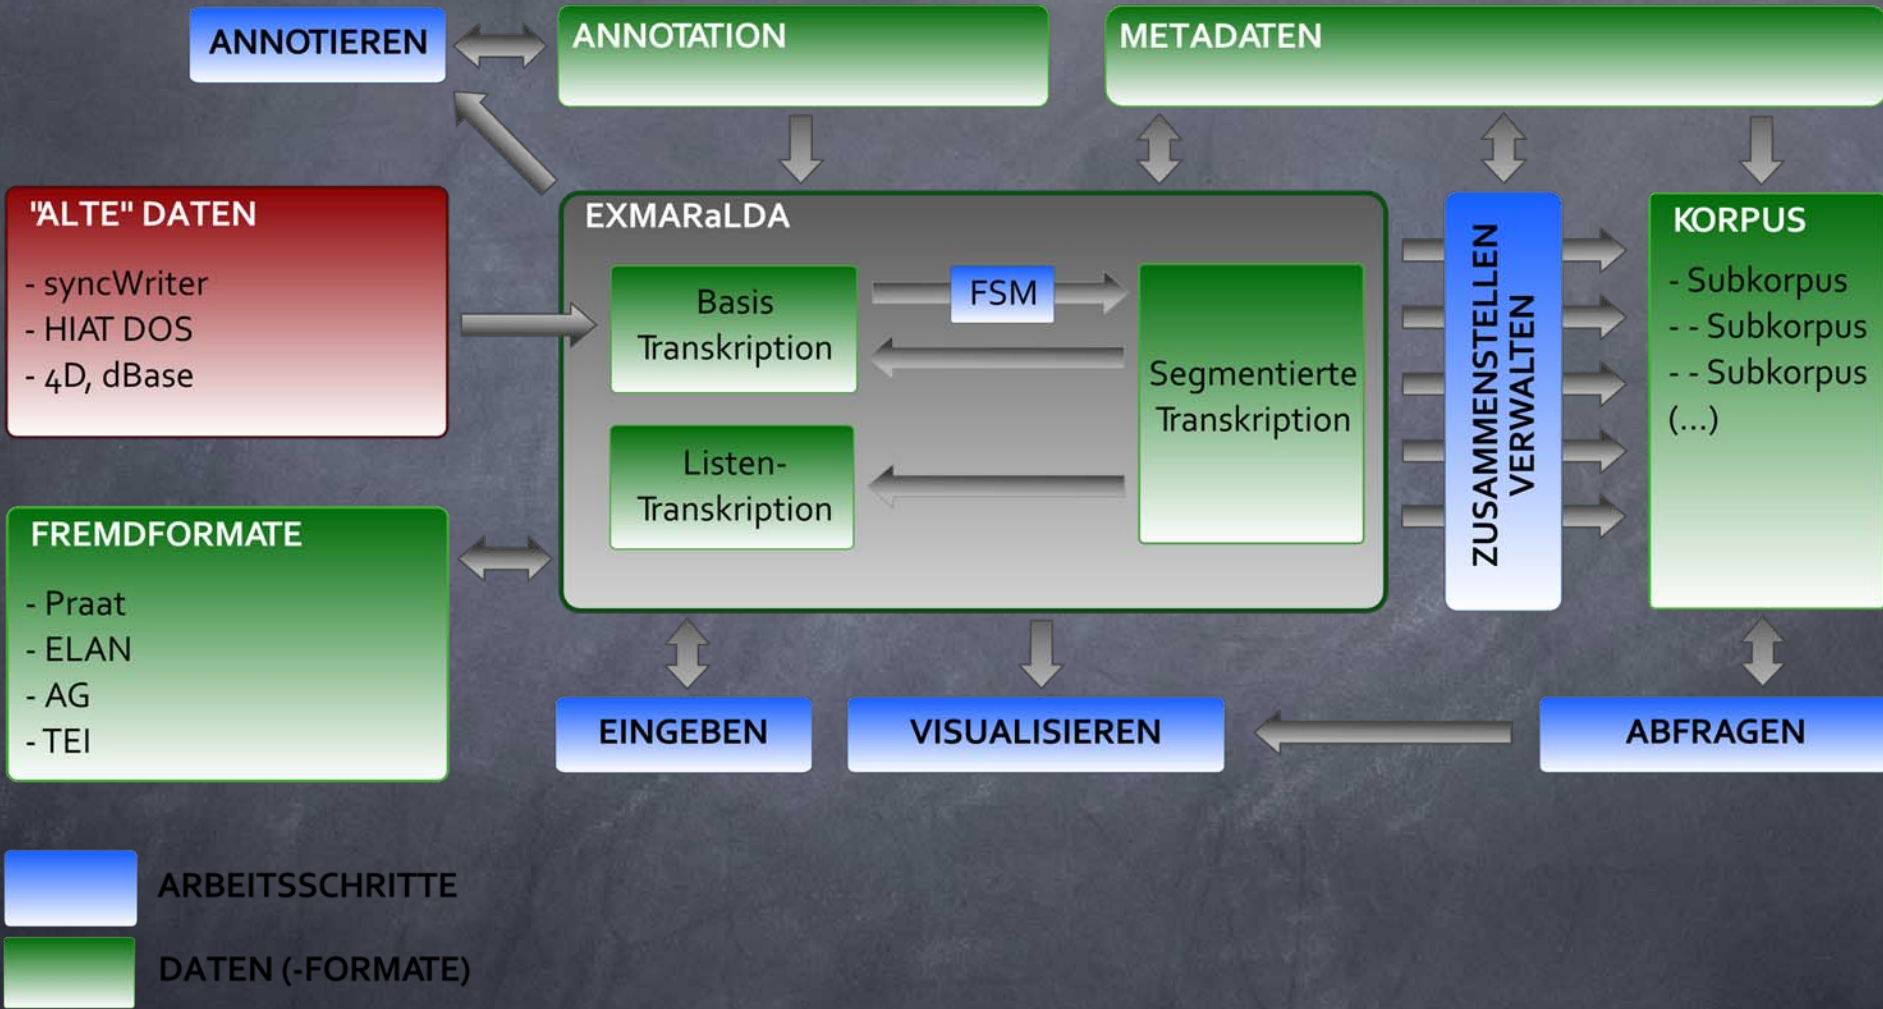 ANNOTIEREN
ANNOTATION
METADATEN
"ALTE" DATEN
- syncWriter
- HIAT DOS
- 4D, dBase
EXMARaLDA
Basis
Transkription
FSM
Segmentierte
Transkription
Listen-
Transkription
ZUSAMMENSTELLEN
VERWALTEN
KORPUS
- Subkorpus
- - Subkorpus
- - Subkorpus
(...)
FREMDFORMATE
- Praat
- ELAN
- AG
- TEI
EINGEBEN
VISUALISIEREN
ABFRAGEN
ARBEITSSCHRITTE
DATEN (-FORMATE)